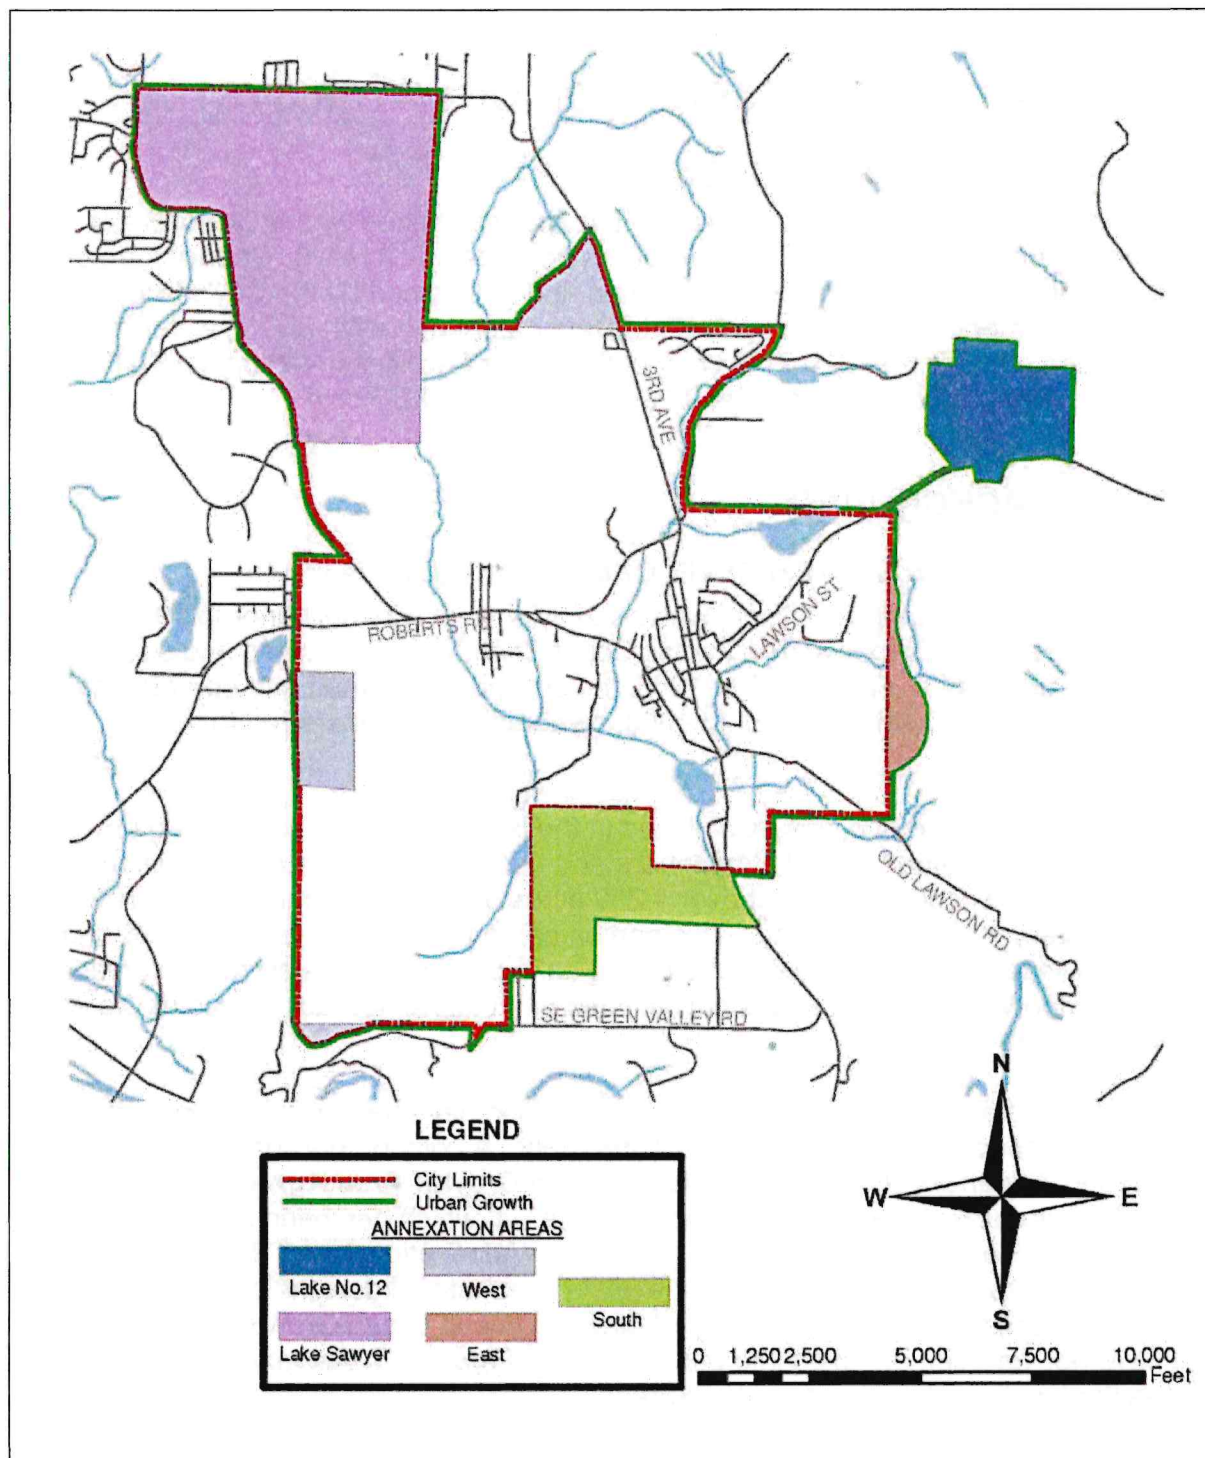 3RD AVE
LAWSON ST
ROBERTS RD
OLD LAWSON RD
SE GREEN VALLEY RD
N
W
E
S
LEGEND
City Limits
Urban Growth
ANNEXATION AREAS
Lake No.12
West
South
Lake Sawyer
East
0 1,250 2,500 5,000 7,500 10,000
Feet